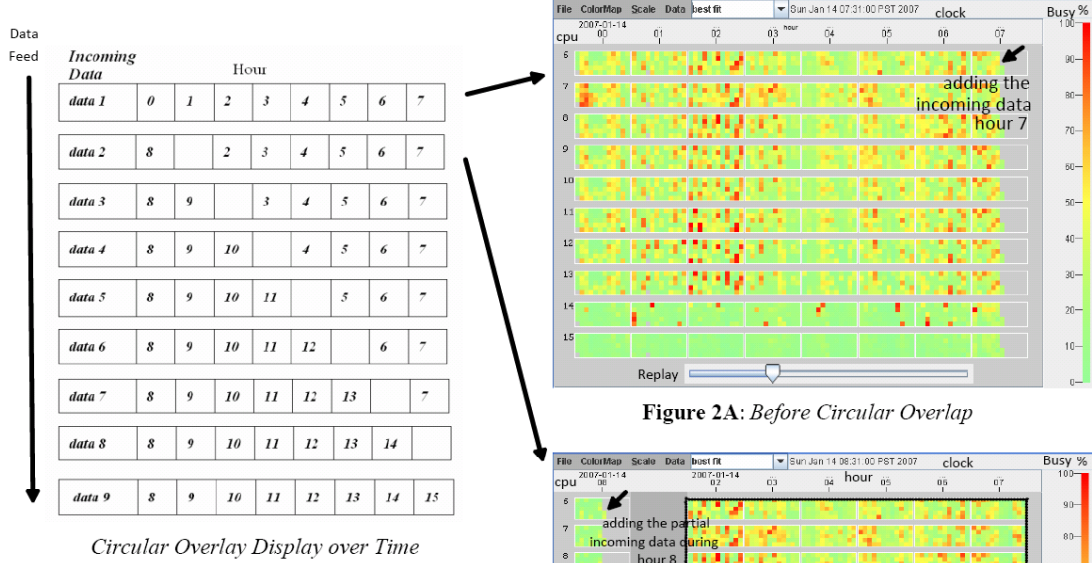 Data
Feed
Incoming
Data
Hour
data 1 0 1 2 3 4 5 6 7
data 2 8 2 3 4 5 6 7
data 3 8 9 3 4 5 6 7
data 4 8 9 10 4 5 6 7
data 5 8 9 10 11 5 6 7
data 6 8 9 10 11 12 6 7
data 7 8 9 10 11 12 13 7
data 8 8 9 10 11 12 13 14
data 9 8 9 10 11 12 13 14 15
Circular Overlay Display over Time
File ColorMap Scale Data best fit Sun Jan 14 07:31:00 PST 2007 clock Busy %
2007-01-14 hour
cpu 00 01 02 03 04 05 06 07
100
90
80
70
60
50
40
30
20
10
0
6
7
8
9
10
11
12
13
14
15
adding the
incoming data
hour 7
Replay
Figure 2A: Before Circular Overlap
File ColorMap Scale Data best fit Sun Jan 14 08:31:00 PST 2007 clock Busy %
2007-01-14 2007-01-14 hour
cpu 08 02 03 04 05 06 07
100
90
80
6
7
8
adding the partial
incoming data during
hour 8